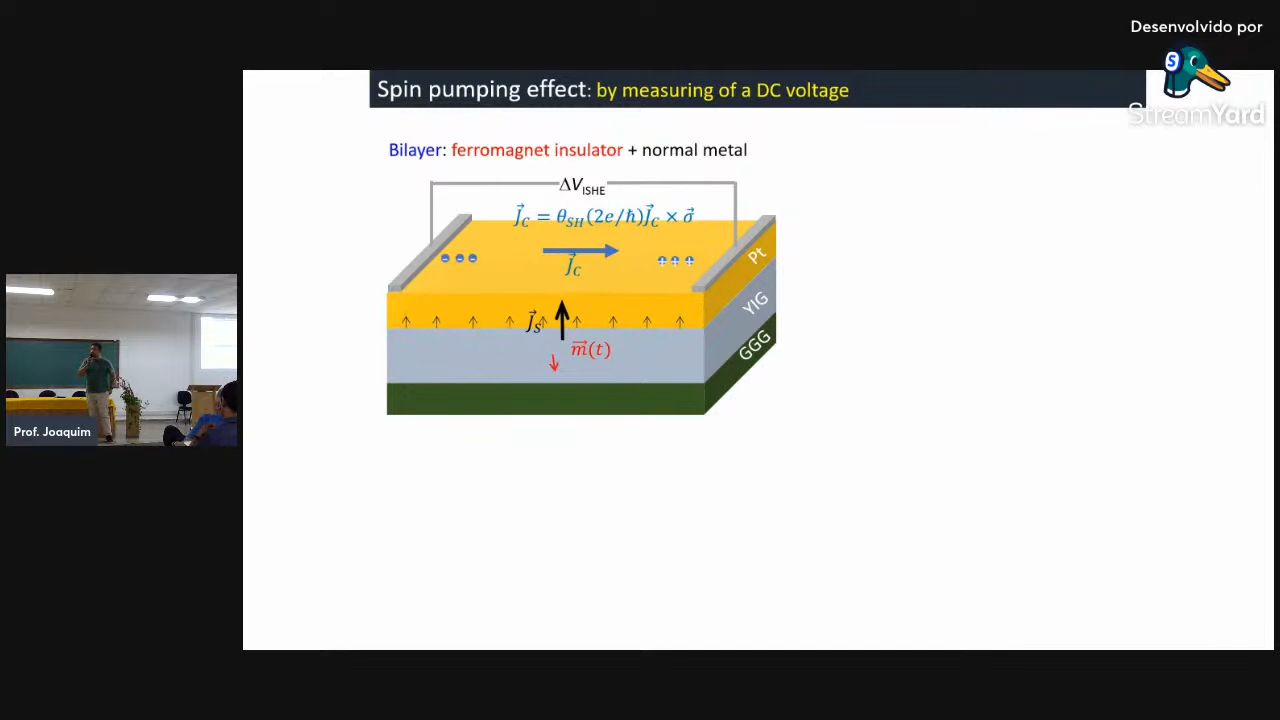 Desenvolvido por
S
StreamYard
Spin pumping effect: by measuring of a DC voltage
Bilayer: ferromagnet insulator + normal metal
ΔV_ISHE
J⃗_C = θ_SH(2e/ℏ)J⃗_C × σ⃗
J⃗_C
Pt
YIG
GGG
J⃗_S
m⃗(t)
Prof. Joaquim